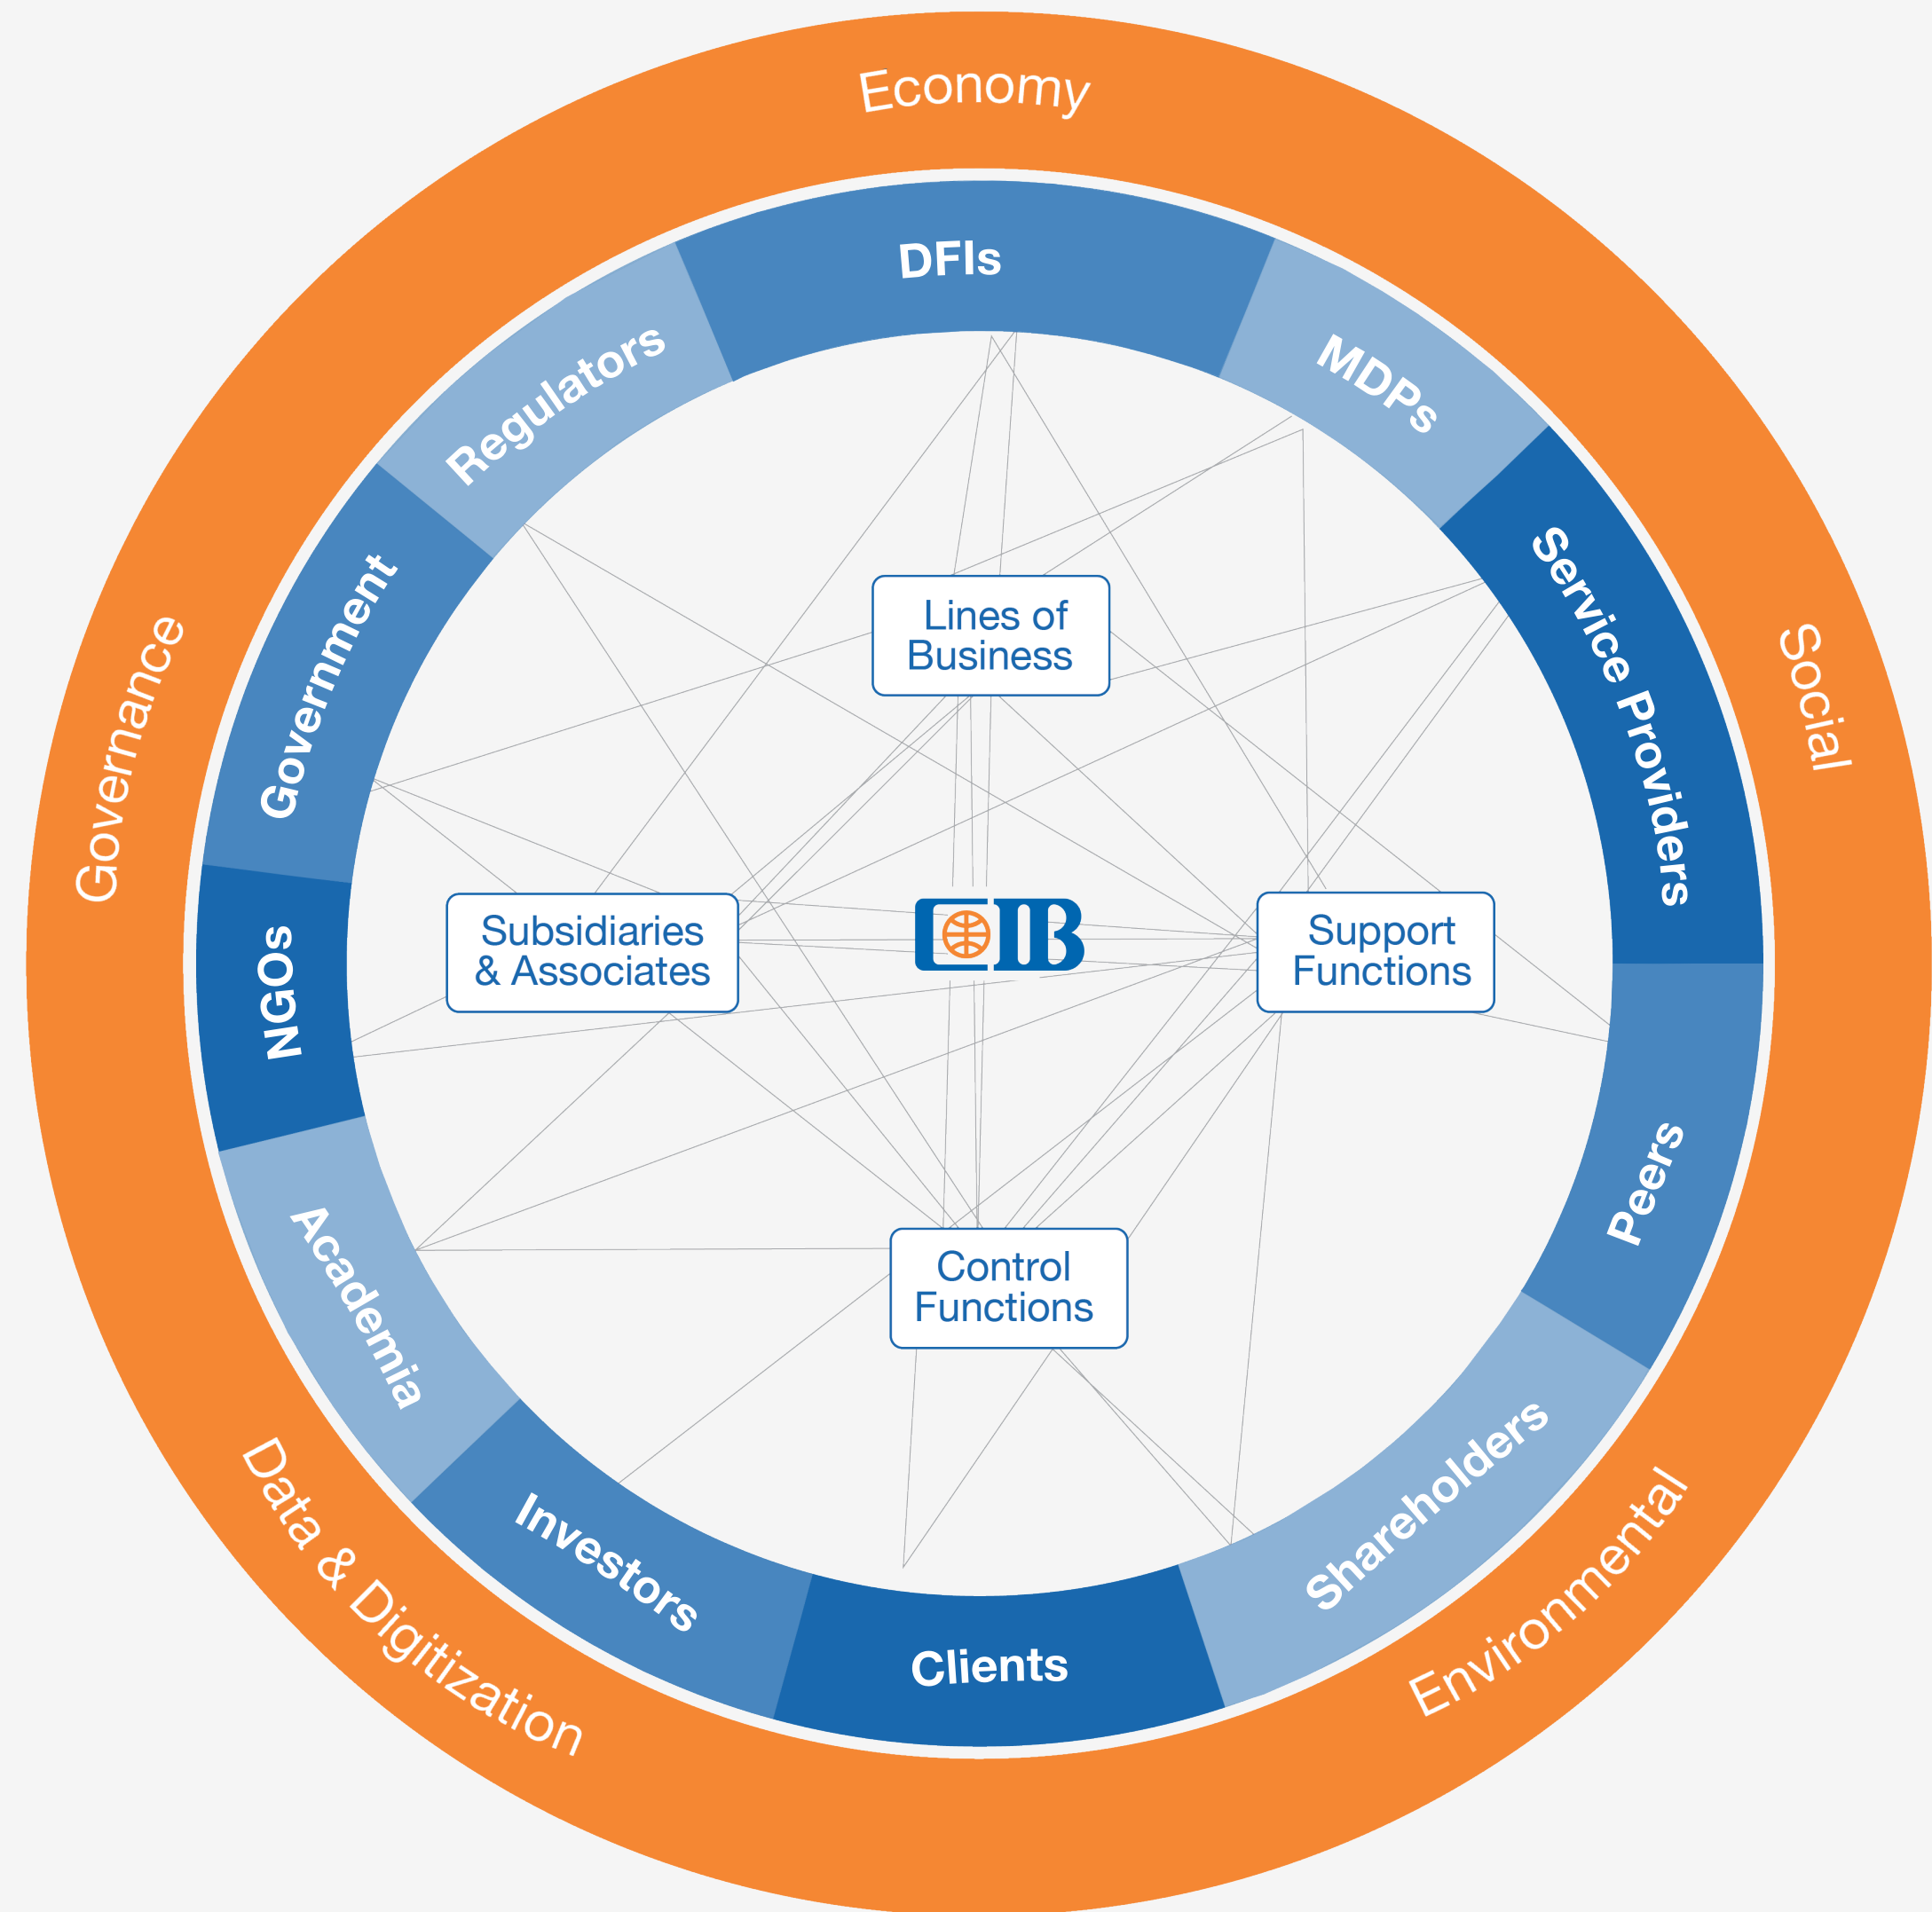 Economy
Social
Environmental
Data & Digitization
Governance
DFIs
MDPs
Service Providers
Peers
Shareholders
Clients
Investors
Academia
NGOs
Government
Regulators
Lines of
Business
Subsidiaries
& Associates
CIB
Support
Functions
Control
Functions